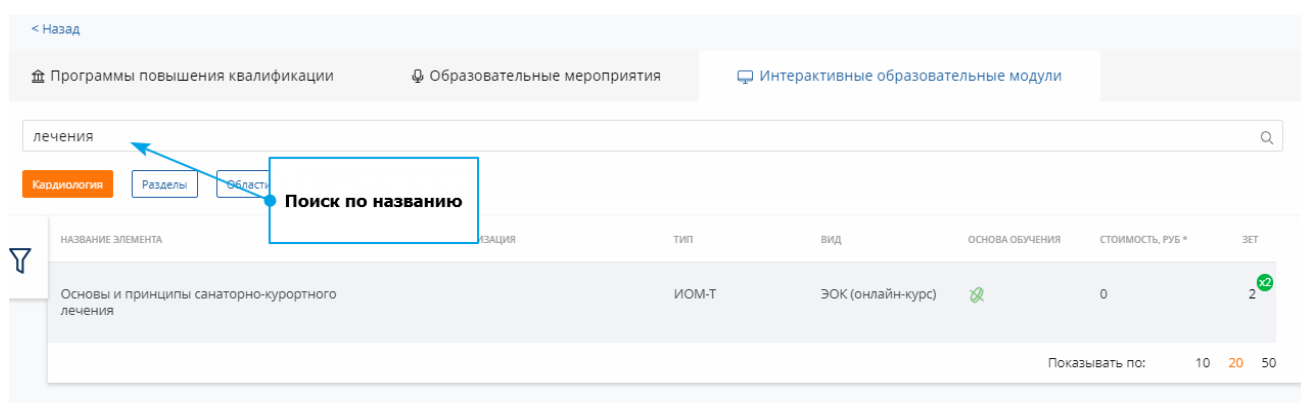 < Назад
Программы повышения квалификации Образовательные мероприятия Интерактивные образовательные модули
лечения
Кардиология Разделы Области
Поиск по названию
НАЗВАНИЕ ЭЛЕМЕНТА ИЗАЦИЯ ТИП ВИД ОСНОВА ОБУЧЕНИЯ СТОИМОСТЬ, РУБ * ЗЕТ
Основы и принципы санаторно-курортного ИОМ-Т ЭОК (онлайн-курс) 0 2 x2
лечения
Показывать по: 10 20 50